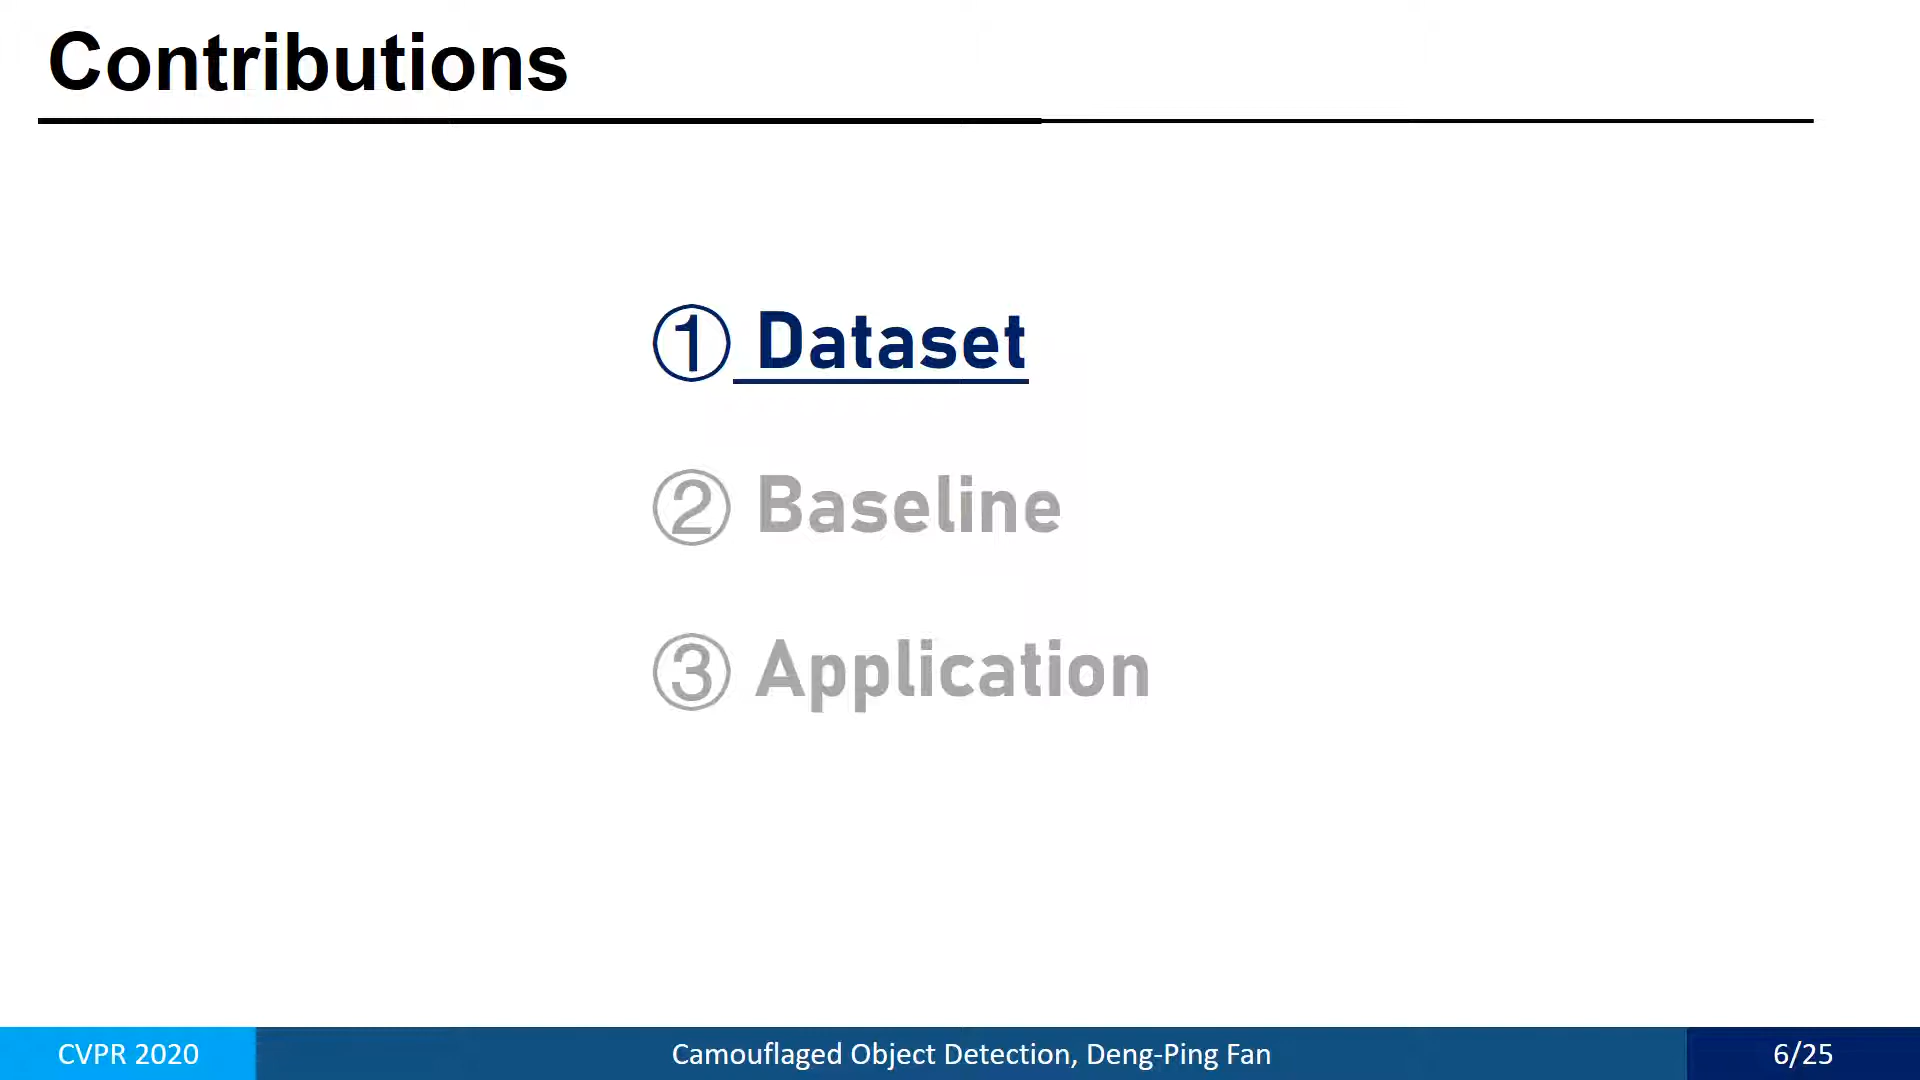 Contributions
① Dataset
② Baseline
③ Application
CVPR 2020
Camouflaged Object Detection, Deng-Ping Fan
6/25